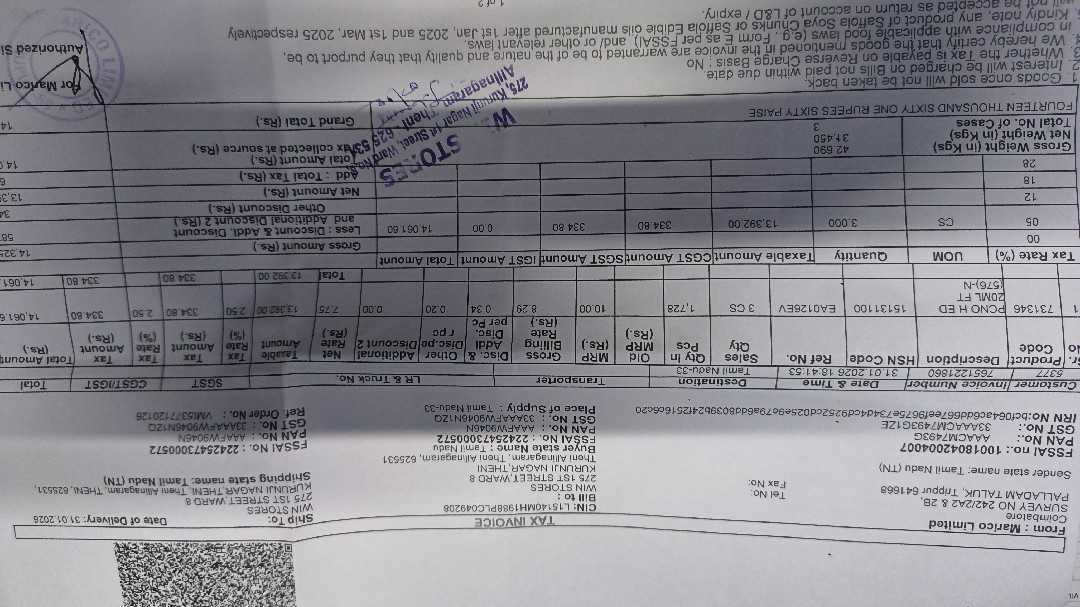 TAX INVOICE
From : Marico Limited
Coimbatore
SURVEY NO 242/2A2 & 2B,
PALLADAM TALUK, Tirppur 641668
Tel No:
Fax No:
Sender state name: Tamil Nadu (TN)
FSSAI no.: 10018042004007
PAN No.: AAACM7493G
GST No.: 33AAACM7493G1ZE
CIN: L15140MH1988PLC049208
Bill to :
WIN STORES
275 1ST STREET, WARD 8
KURUNJI NAGAR, THENI
Theni Allinagaram, Theni Allinagaram, 625531
Buyer state Name : Tamil Nadu
FSSAI No. : 22425473000572
PAN No. : AAAFW9046N
GST No. : 33AAAFW9046N1ZQ
Place of Supply : Tamil Nadu-33
Ship To:
Date of Delivery: 31.01.2026
WIN STORES
275 1ST STREET WARD 8
KURUNJI NAGAR, THENI, Theni Allinagaram, THENI, 625531,
Shipping state name: Tamil Nadu (TN)
FSSAI No. : 22425473000572
PAN No. : AAAFW9046N
GST No. : 33AAAFW9046N1ZQ
Ref. Order No.:
Customer Invoice Number Date & Time Destination Transporter LR & Truck No. SGST CGST/IGST Total
5377 7651221860 31.01.2026 18:41:53 Tamil Nadu-33
Product Code Description HSN Code Ref No. Sales Qty Qty in Pcs Old MRP (Rs.) MRP (Rs.) Gross Billing Rate (Rs.) Disc. & Addl Disc. per Pc Other Disc. per pc Additional Discount 2 Net Rate (Rs.) Taxable Amount Tax Rate (%) Tax Amount (Rs.) Tax Rate (%) Tax Amount (Rs.) Total Amount (Rs.)
1 731346 PCNO H ED 20ML FT (576)-N 15131100 EA0126EV 3 CS 1,728 10.00 8.29 0.34 0.20 0.00 7.75 13,392.00 2.50 334.80 2.50 334.80
Total 13,392.00 334.80 334.80
Tax Rate (%) UOM Quantity Taxable Amount CGST Amount SGST Amount IGST Amount Total Amount
00
05 CS 3.000 13,392.00 334.80 334.80 0.00 14,061.60
12
18
28
Gross Amount (Rs.)
Less : Discount & Addl. Discount and Additional Discount 2 (Rs.)
Other Discount (Rs.)
Net Amount (Rs.)
Add : Total Tax (Rs.)
Total Amount (Rs.)
Tax collected at source (Rs.)
Grand Total (Rs.)
Gross Weight (in Kgs) 42.690
Net Weight (in Kgs) 31.450
Total No. of Cases 3
FOURTEEN THOUSAND SIXTY ONE RUPEES SIXTY PAISE
STORES
275, Kurunji Nagar 1st Street, Ward No.8
Allinagaram, Theni - 625 531
1. Goods once sold will not be taken back.
2. Interest will be charged on Bills not paid within due date
3. Whether the tax is payable on Reverse Charge Basis : No
4. We hereby certify that the goods mentioned in the invoice are warranted to be of the nature and quality that they purport to be,
in compliance with applicable food laws (e.g., Form E as per FSSAI) and/or other relevant laws.
Kindly note, any product of Saffola Soya Chunks or Saffola Edible oils manufactured after 1st Jan, 2025 and 1st Mar, 2025 respectively
will not be accepted as return on account of L&D / expiry.
For Marico Li
Authorized Si
1 of 2